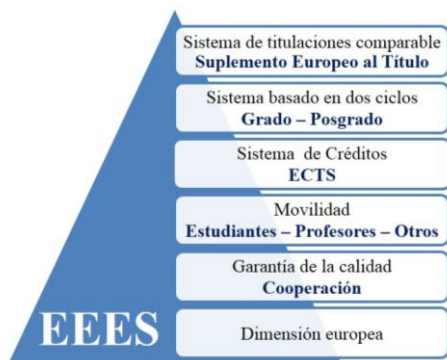 Sistema de titulaciones comparable
Suplemento Europeo al Título
Sistema basado en dos ciclos
Grado – Posgrado
Sistema de Créditos
ECTS
Movilidad
Estudiantes – Profesores – Otros
Garantía de la calidad
Cooperación
EEES
Dimensión europea